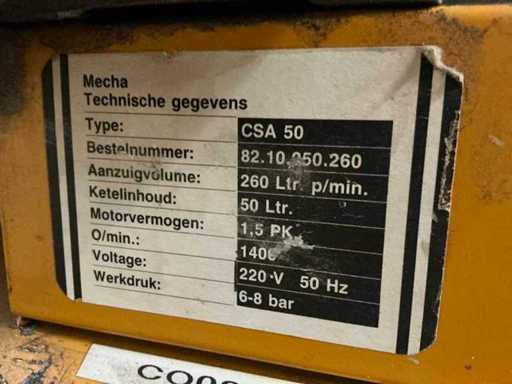 Mecha
Technische gegevens
Type: CSA 50
Bestelnummer: 82.10.050.260
Aanzuigvolume: 260 Ltr. p/min.
Ketelinhoud: 50 Ltr.
Motorvermogen: 1,5 PK
O/min.: 1400
Voltage: 220 V 50 Hz
Werkdruk: 6-8 bar